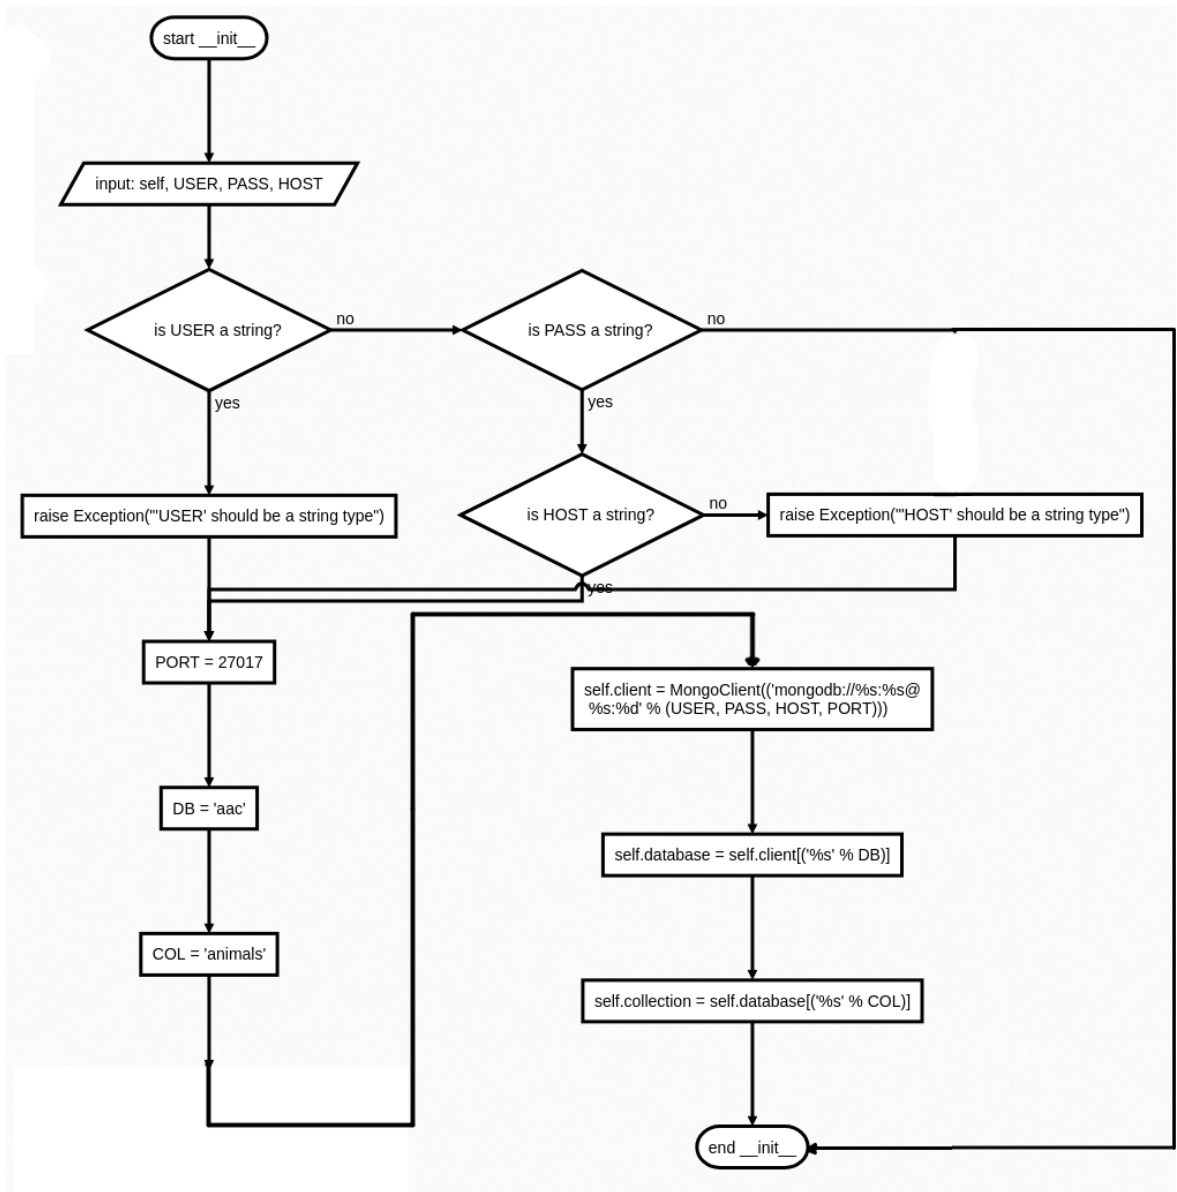 start __init__
input: self, USER, PASS, HOST
is USER a string?
no
is PASS a string?
no
yes
yes
raise Exception("'USER' should be a string type")
is HOST a string?
no
raise Exception("'HOST' should be a string type")
yes
PORT = 27017
self.client = MongoClient(('mongodb://%s:%s@
%s:%d' % (USER, PASS, HOST, PORT)))
DB = 'aac'
self.database = self.client[('%s' % DB)]
COL = 'animals'
self.collection = self.database[('%s' % COL)]
end __init__